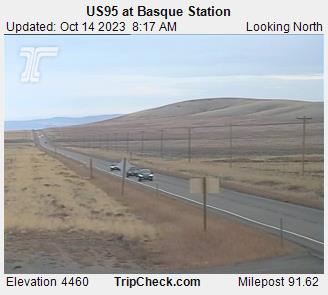 US95 at Basque Station
Updated: Oct 14 2023 8:17 AM Looking North
Elevation 4460 TripCheck.com Milepost 91.62